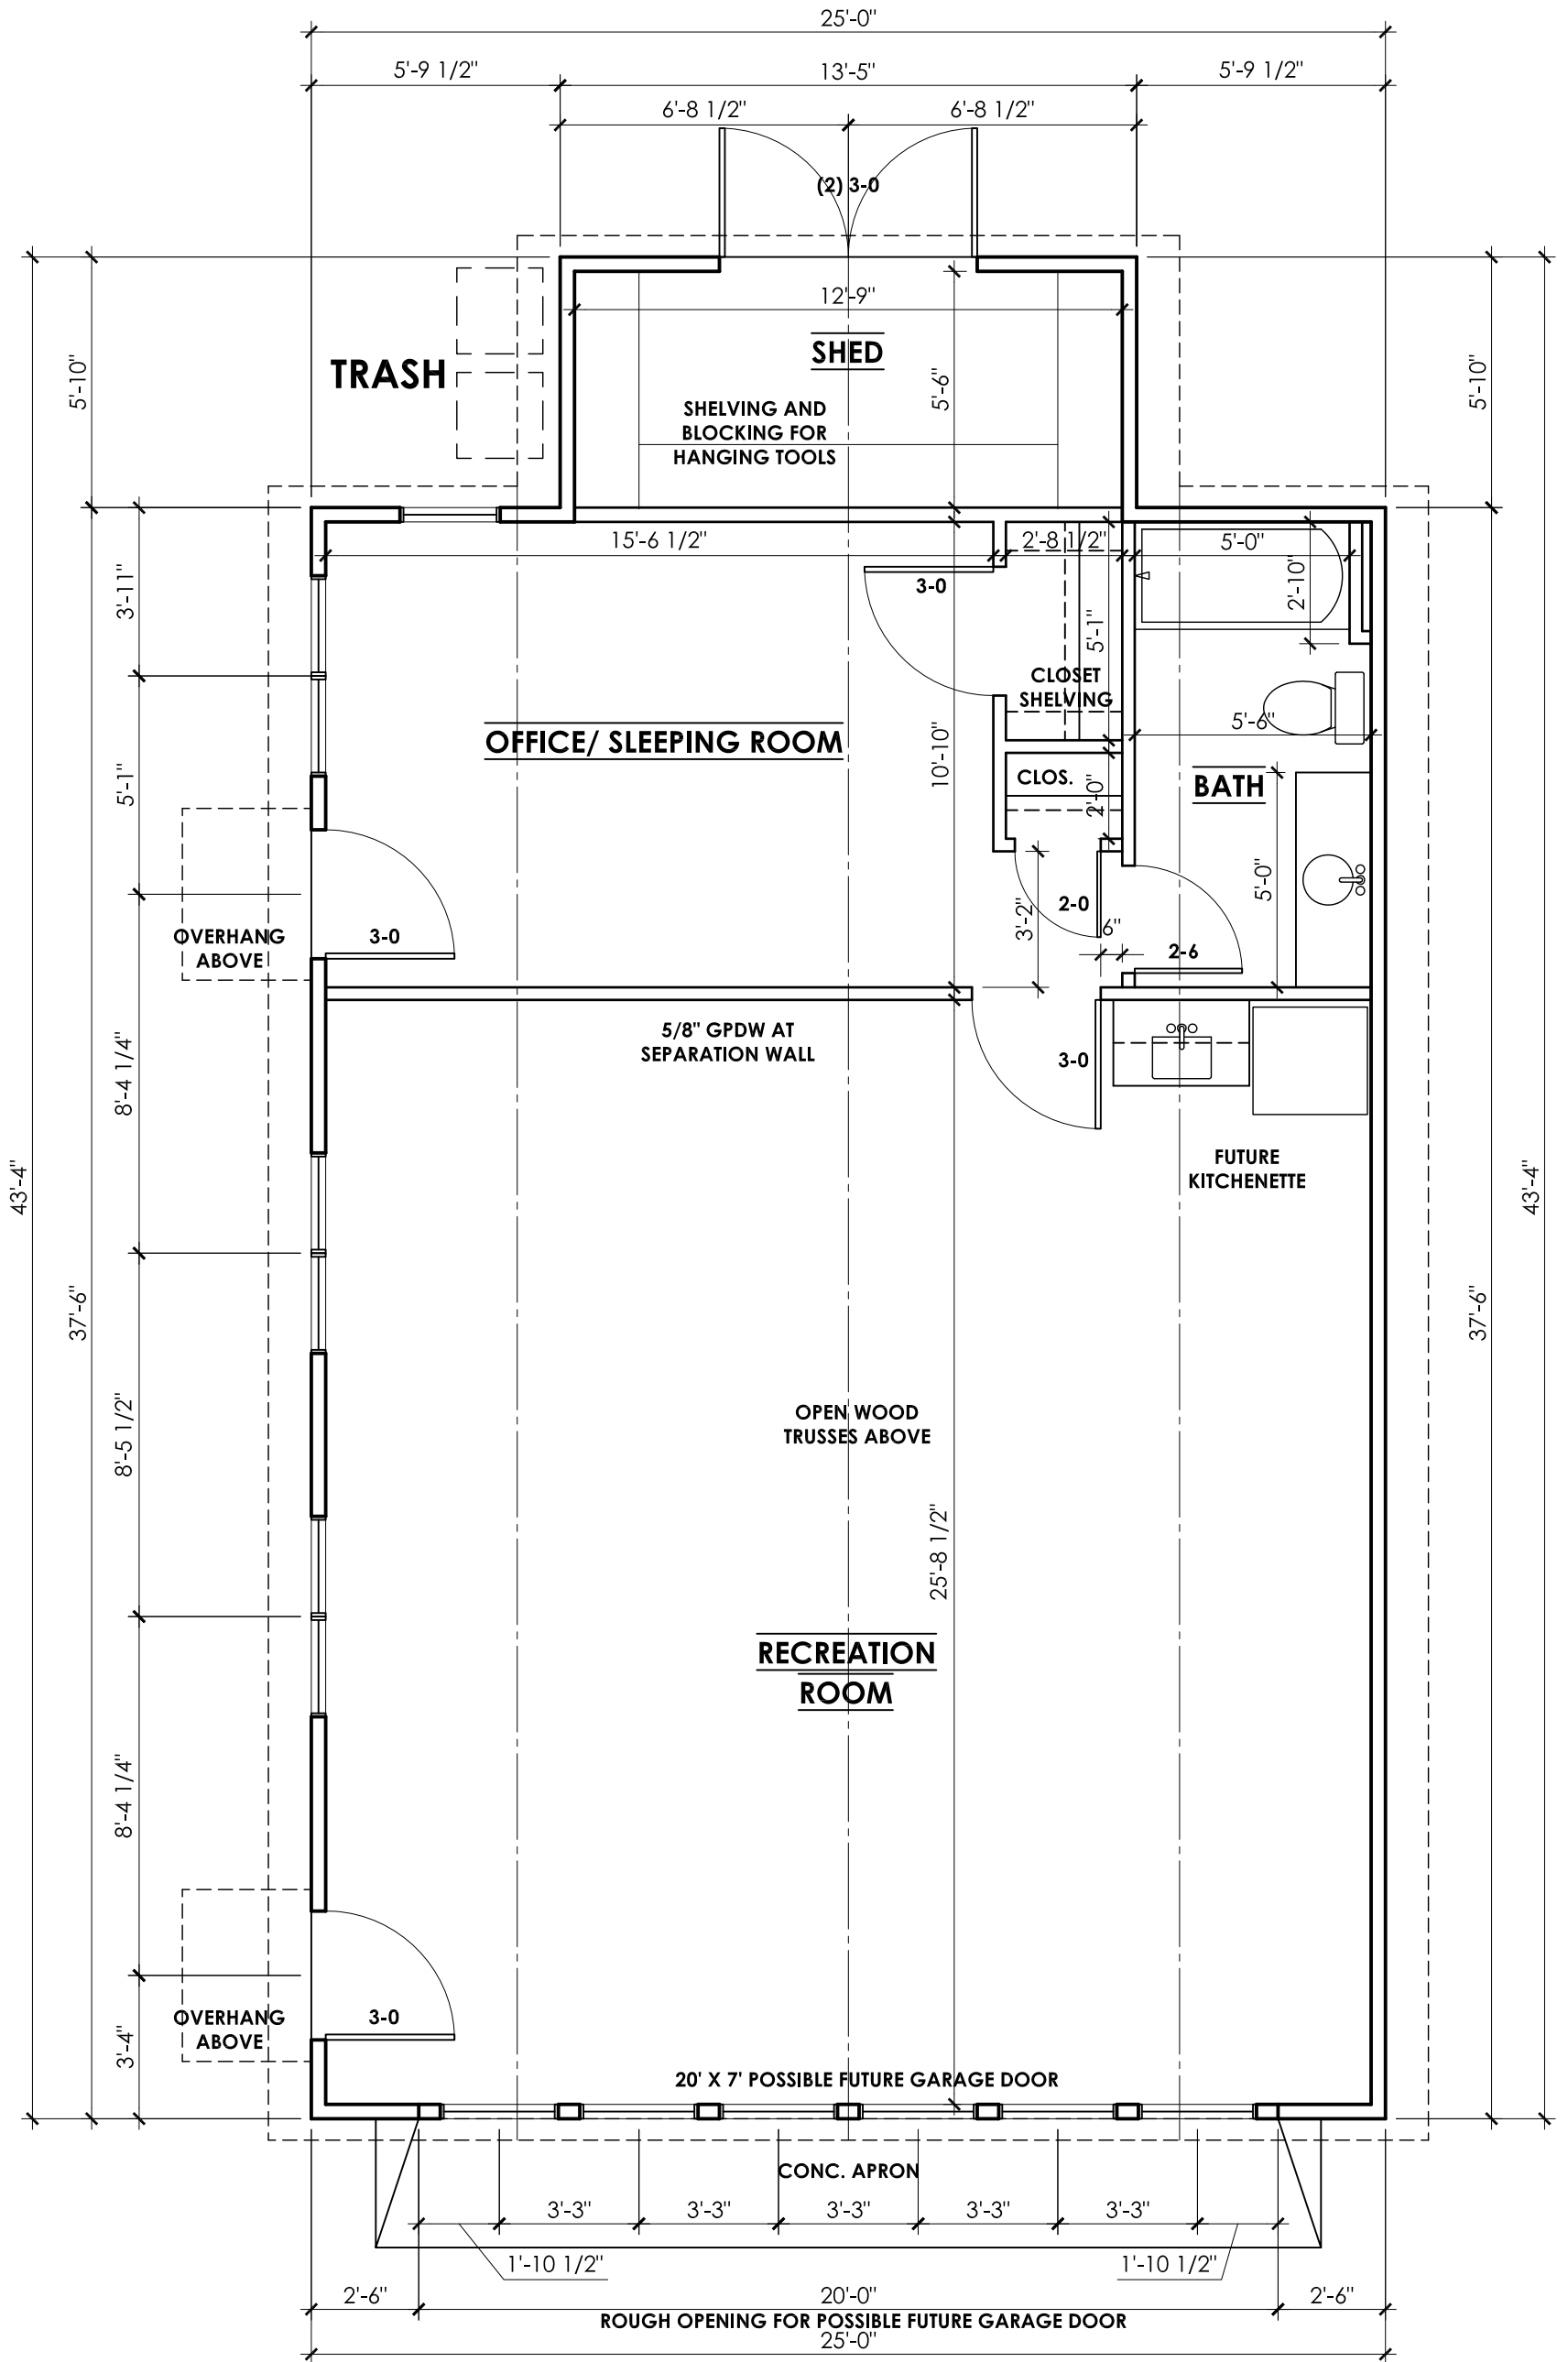 25'-0"
5'-9 1/2"
13'-5"
5'-9 1/2"
6'-8 1/2"
6'-8 1/2"
(2) 3-0
12'-9"
SHED
TRASH
5'-10"
5'-6"
5'-10"
SHELVING AND
BLOCKING FOR
HANGING TOOLS
15'-6 1/2"
2'-8 1/2"
5'-0"
3'-11"
3-0
2'-10"
5'-1"
CLOSET
SHELVING
5'-6"
OFFICE/ SLEEPING ROOM
10'-10"
CLOS.
2'-0"
BATH
5'-1"
5'-0"
3'-2"
2-0
6"
2-6
OVERHANG
ABOVE
3-0
5/8" GPDW AT
SEPARATION WALL
3-0
8'-4 1/4"
FUTURE
KITCHENETTE
43'-4"
43'-4"
37'-6"
37'-6"
8'-5 1/2"
OPEN WOOD
TRUSSES ABOVE
25'-8 1/2"
RECREATION
ROOM
8'-4 1/4"
OVERHANG
ABOVE
3-0
3'-4"
20' X 7' POSSIBLE FUTURE GARAGE DOOR
CONC. APRON
3'-3"
3'-3"
3'-3"
3'-3"
3'-3"
1'-10 1/2"
1'-10 1/2"
2'-6"
20'-0"
2'-6"
ROUGH OPENING FOR POSSIBLE FUTURE GARAGE DOOR
25'-0"